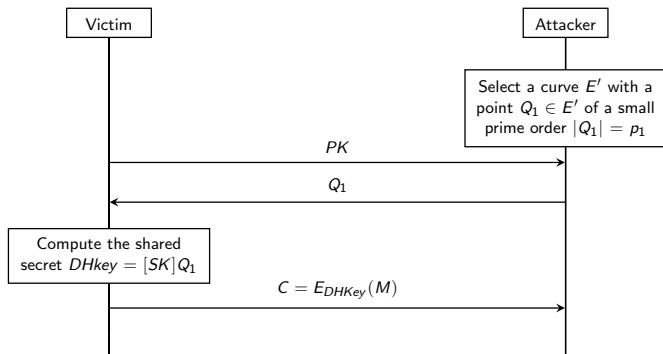 Victim
Attacker
Select a curve E′ with a
point Q₁ ∈ E′ of a small
prime order |Q₁| = p₁
PK
Q₁
Compute the shared
secret DHkey = [SK]Q₁
C = E_DHKey(M)